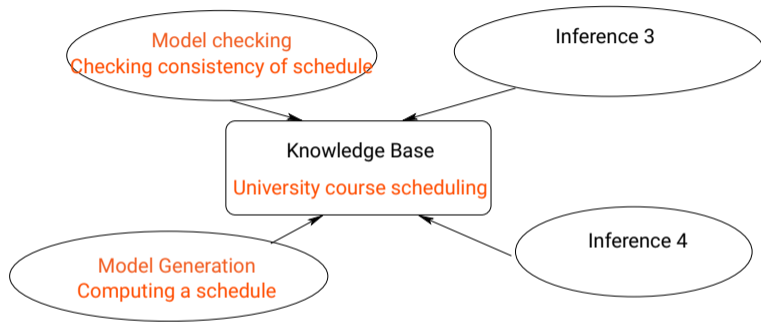 Model checking
Checking consistency of schedule
Inference 3
Knowledge Base
University course scheduling
Model Generation
Computing a schedule
Inference 4